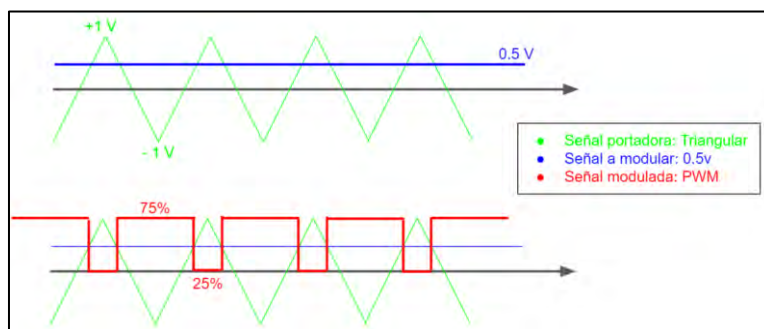 +1 V
0.5 V
- 1 V
Señal portadora: Triangular
Señal a modular: 0.5v
Señal modulada: PWM
75%
25%